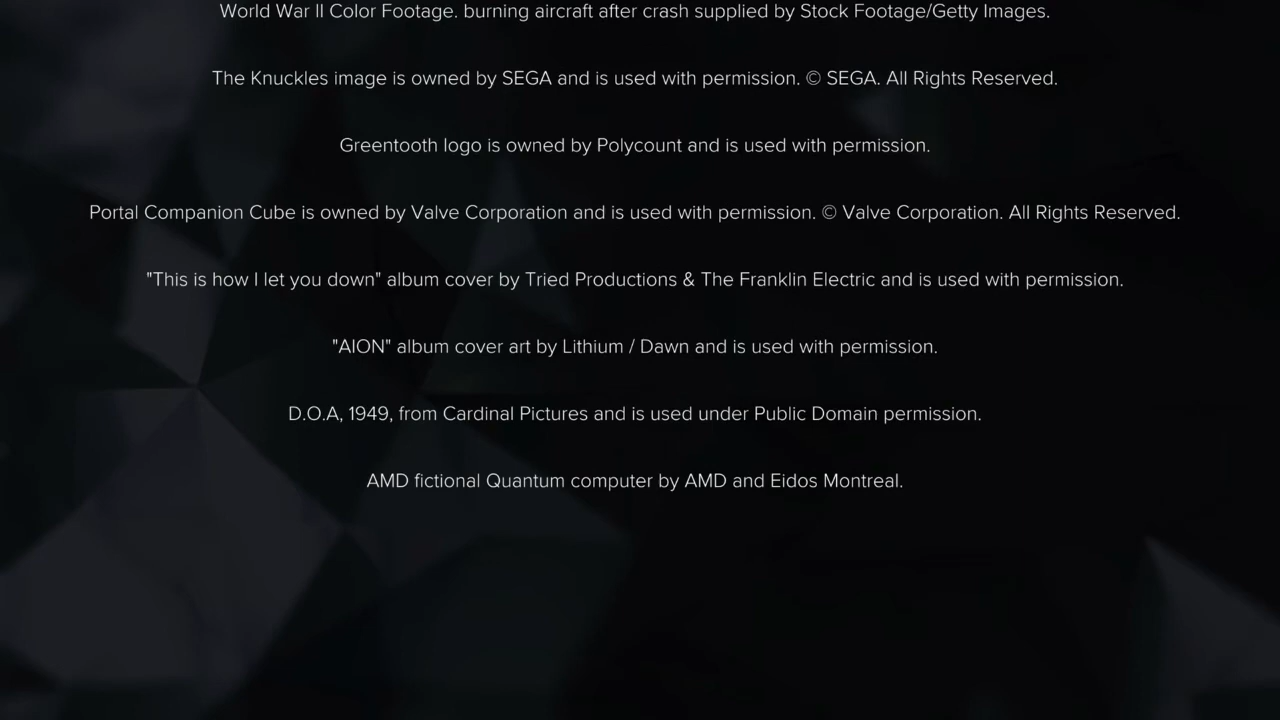 World War II Color Footage. burning aircraft after crash supplied by Stock Footage/Getty Images.
The Knuckles image is owned by SEGA and is used with permission. © SEGA. All Rights Reserved.
Greentooth logo is owned by Polycount and is used with permission.
Portal Companion Cube is owned by Valve Corporation and is used with permission. © Valve Corporation. All Rights Reserved.
"This is how I let you down" album cover by Tried Productions & The Franklin Electric and is used with permission.
"AION" album cover art by Lithium / Dawn and is used with permission.
D.O.A, 1949, from Cardinal Pictures and is used under Public Domain permission.
AMD fictional Quantum computer by AMD and Eidos Montreal.